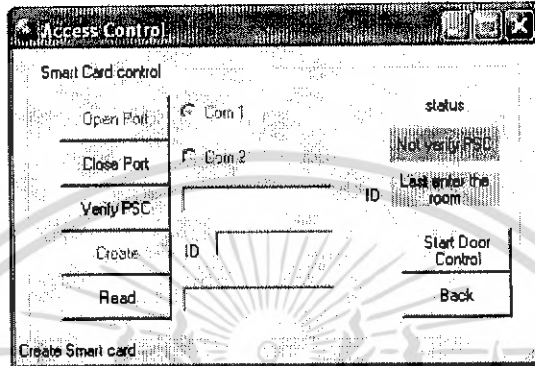 Access Control
Smart Card control
Open Port
Com 1
status
Close Port
Com 2
Not verify PSC
Verify PSC
ID
Last enter the
room
Create
ID
Start Door
Control
Read
Back
Create Smart card